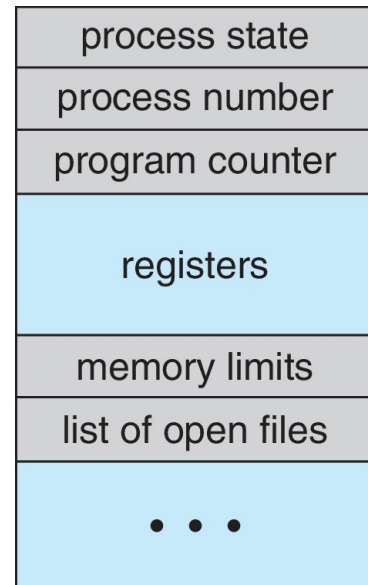 process state
process number
program counter
registers
memory limits
list of open files
• • •